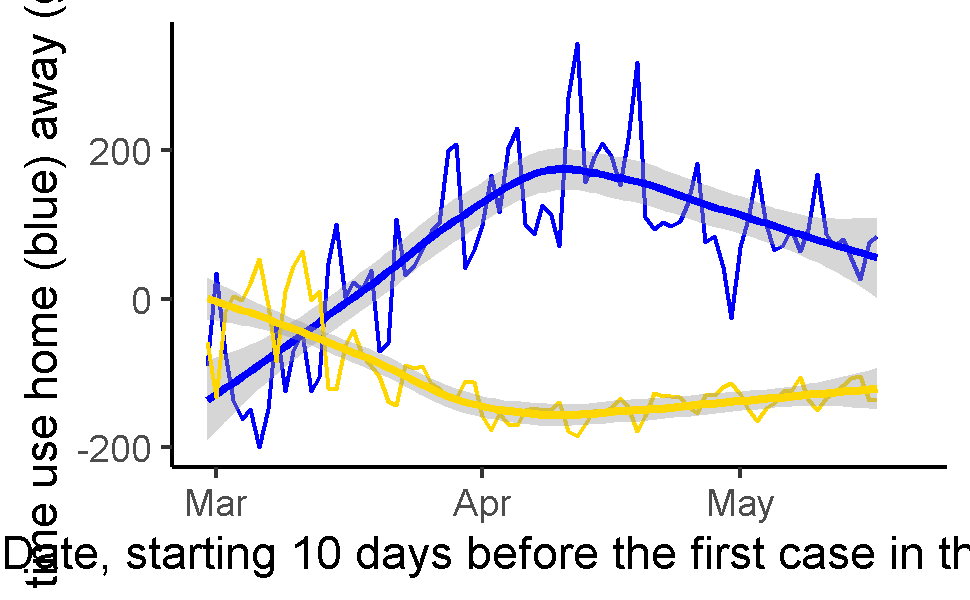 time use home (blue) away (
200
0
-200
Mar Apr May
Date, starting 10 days before the first case in th